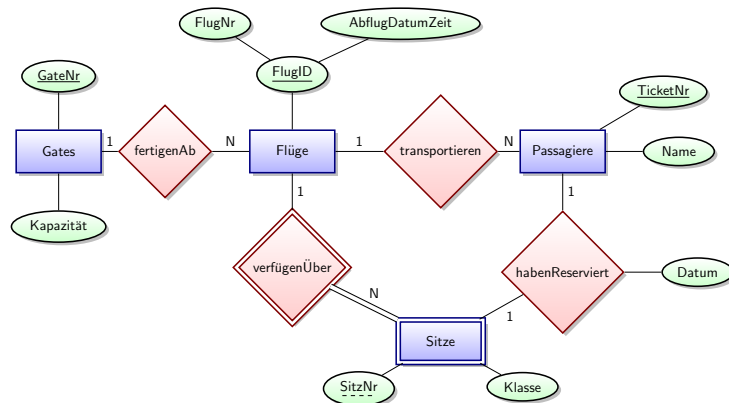 FlugNr
AbflugDatumZeit
GateNr
FlugID
TicketNr
Gates
1
fertigenAb
N
Flüge
1
transportieren
N
Passagiere
Name
Kapazität
1
1
verfügenÜber
habenReserviert
Datum
N
1
Sitze
SitzNr
Klasse